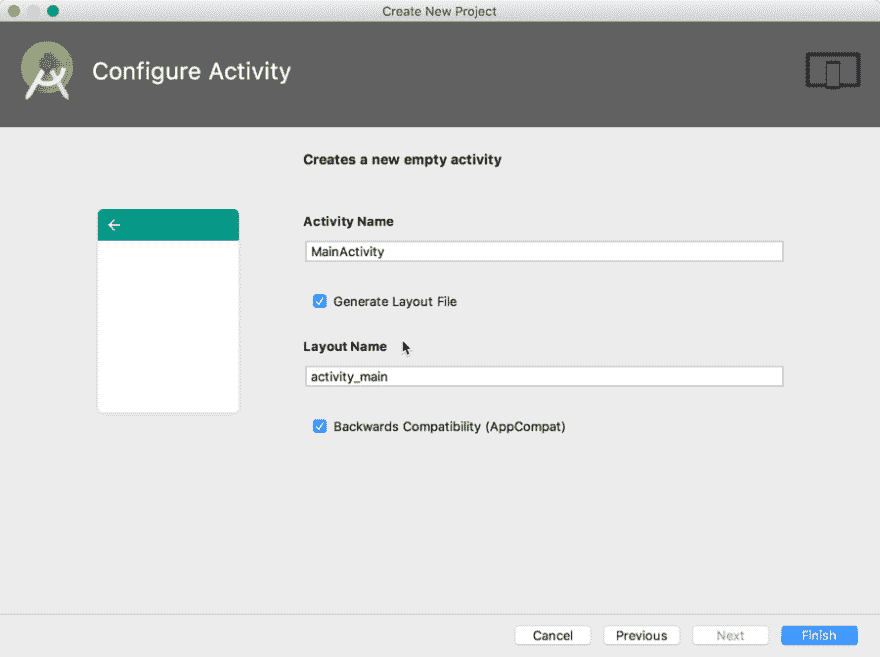 Create New Project
Configure Activity
Creates a new empty activity
Activity Name
MainActivity
Generate Layout File
Layout Name
activity_main
Backwards Compatibility (AppCompat)
Cancel Previous Next Finish